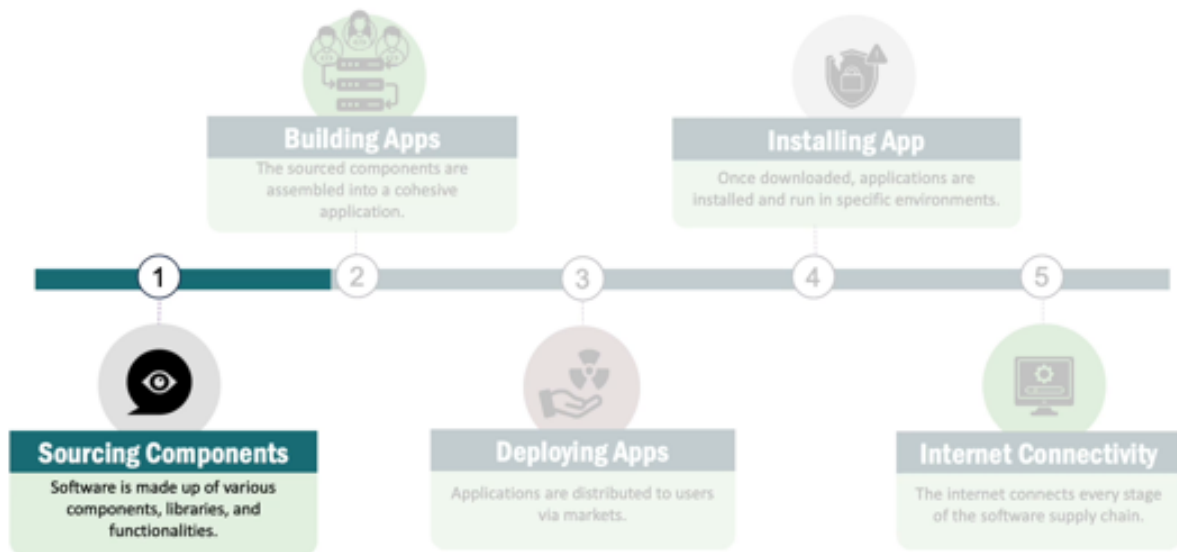 Building Apps
The sourced components are
assembled into a cohesive
application.
Installing App
Once downloaded, applications are
installed and run in specific environments.
1
2
3
4
5
Sourcing Components
Software is made up of various
components, libraries, and
functionalities.
Deploying Apps
Applications are distributed to users
via markets.
Internet Connectivity
The internet connects every stage
of the software supply chain.